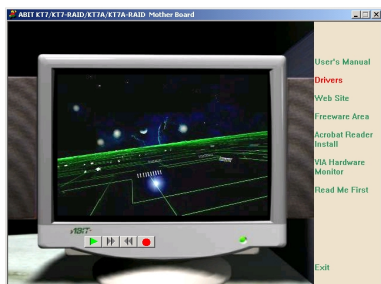 ABIT KT7/KT7-RAID/KT7A/KT7A-RAID Mother Board
User's Manual
Drivers
Web Site
Freeware Area
Acrobat Reader
Install
VIA Hardware
Monitor
Read Me First
ABIT
Exit